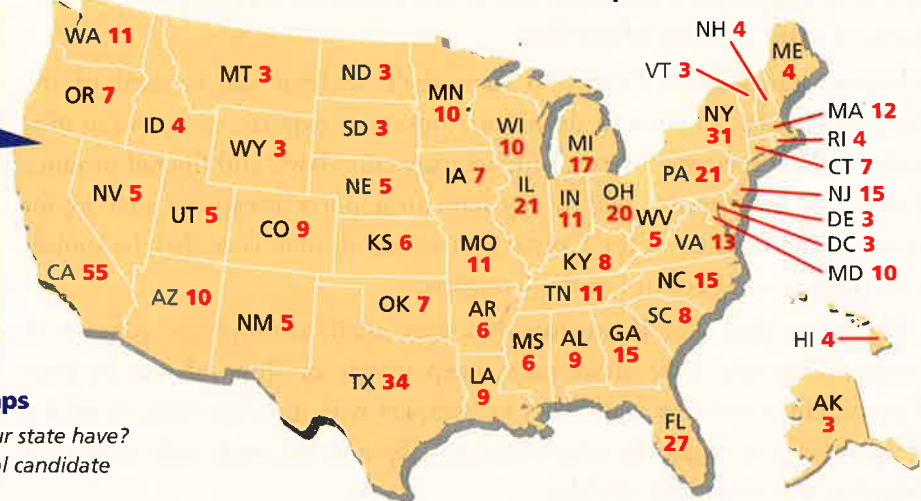 NH 4
ME
4
WA 11
VT 3
MT 3
ND 3
MN
10
OR 7
NY
31
MA 12
ID 4
SD 3
WI
10
RI 4
WY 3
MI
17
CT 7
PA 21
IA 7
NV 5
NE 5
IL
21
IN
11
OH
20
NJ 15
UT 5
WV
5
DE 3
CO 9
VA 13
DC 3
KS 6
MO
11
KY 8
CA 55
MD 10
TN 11
NC 15
AZ 10
OK 7
AR
6
SC 8
NM 5
MS
6
AL
9
GA
15
HI 4
TX 34
LA
9
ps
AK
3
ur state have?
FL
27
al candidate